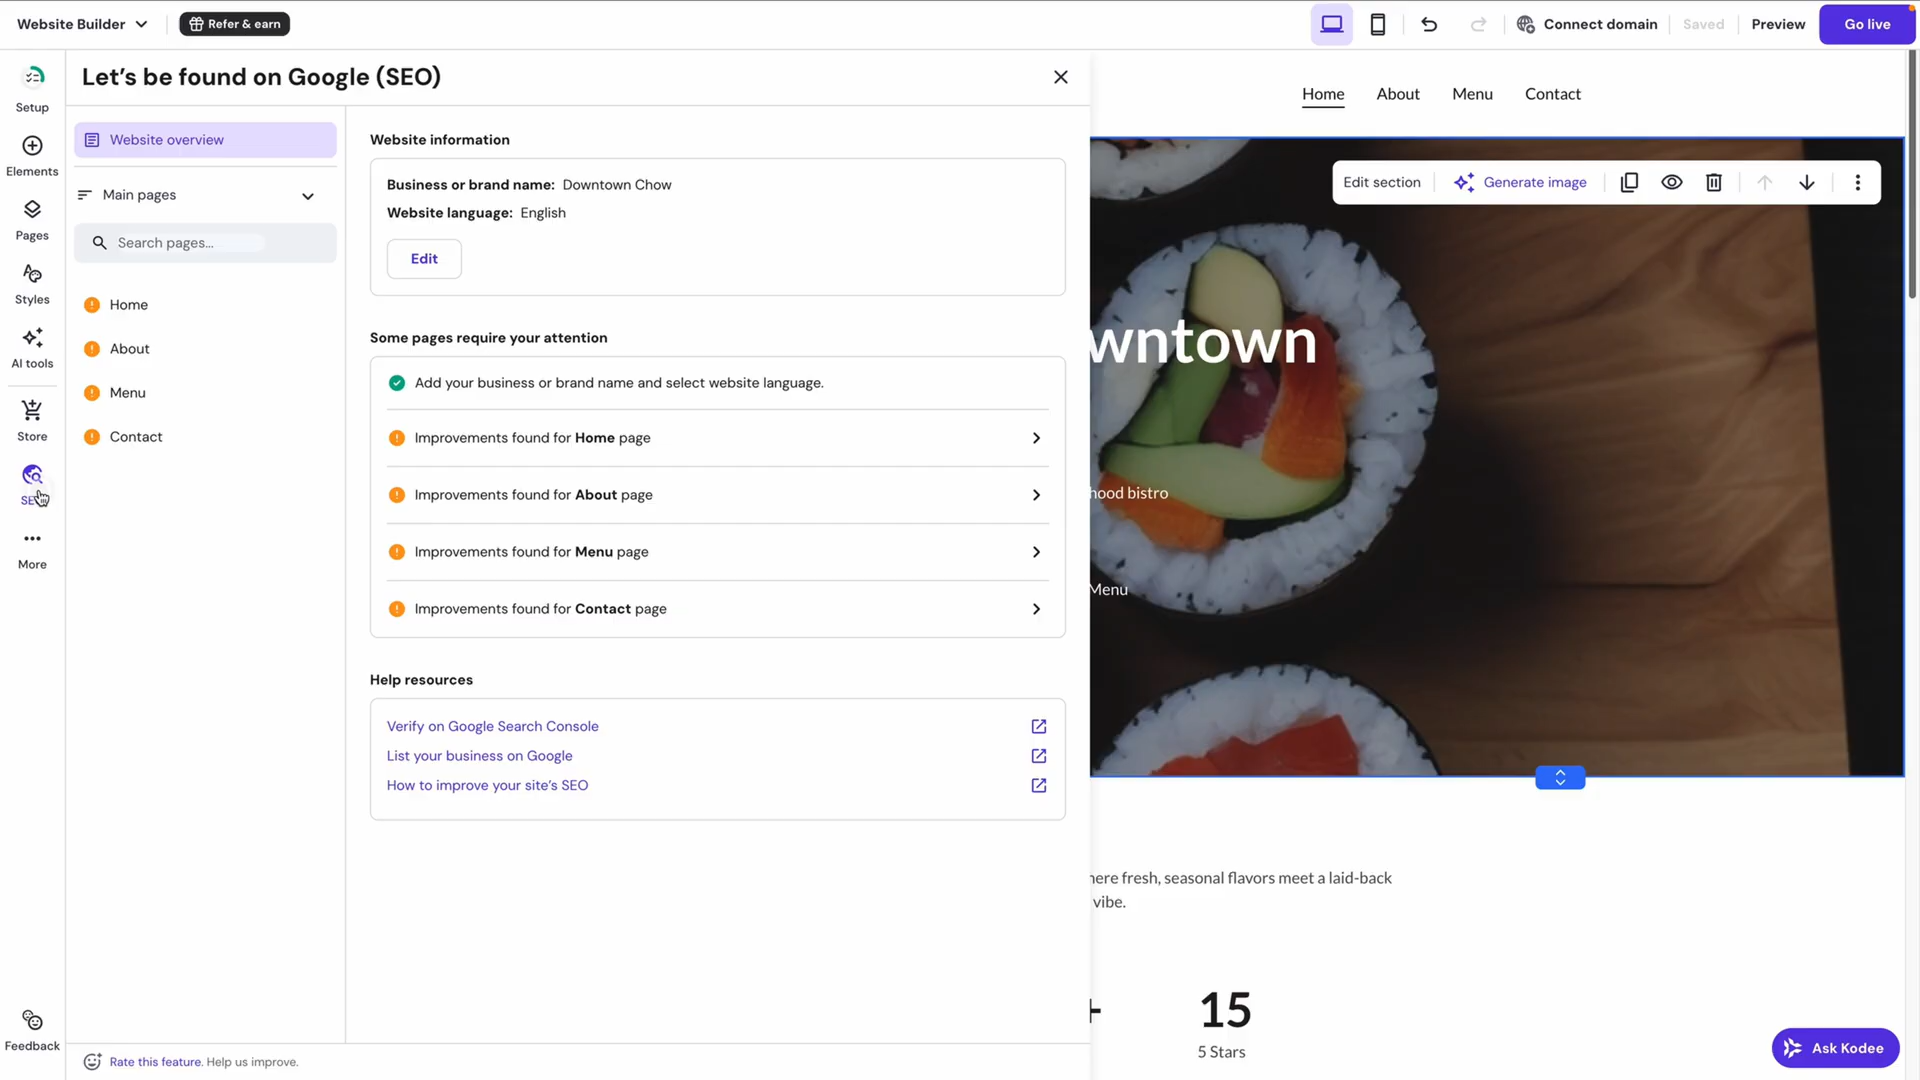 Website Builder
Refer & earn
Connect domain
Saved
Preview
Go live
Setup
Elements
Pages
Styles
AI tools
Store
More
Feedback
Let's be found on Google (SEO)
Website overview
Main pages
Search pages...
Home
About
Menu
Contact
Website information
Business or brand name: Downtown Chow
Website language: English
Edit
Some pages require your attention
Add your business or brand name and select website language.
Improvements found for Home page
Improvements found for About page
Improvements found for Menu page
Improvements found for Contact page
Help resources
Verify on Google Search Console
List your business on Google
How to improve your site's SEO
Rate this feature. Help us improve.
Home About Menu Contact
Edit section
Generate image
wntown
hood bistro
Menu
here fresh, seasonal flavors meet a laid-back
vibe.
15
5 Stars
Ask Kodee